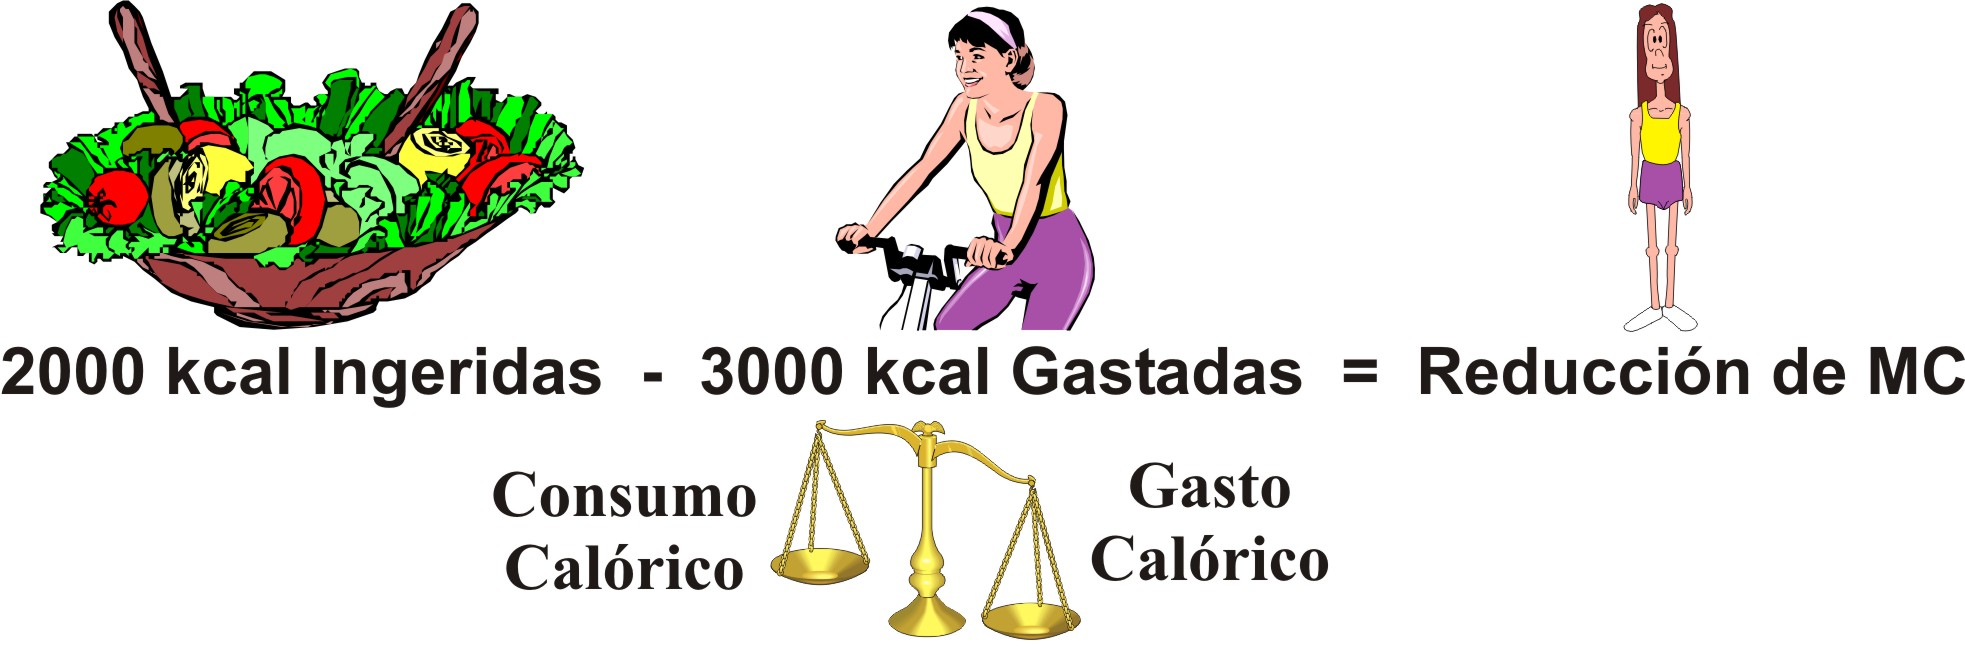 2000 kcal Ingeridas - 3000 kcal Gastadas = Reducción de MC
Consumo
Calórico
Gasto
Calórico